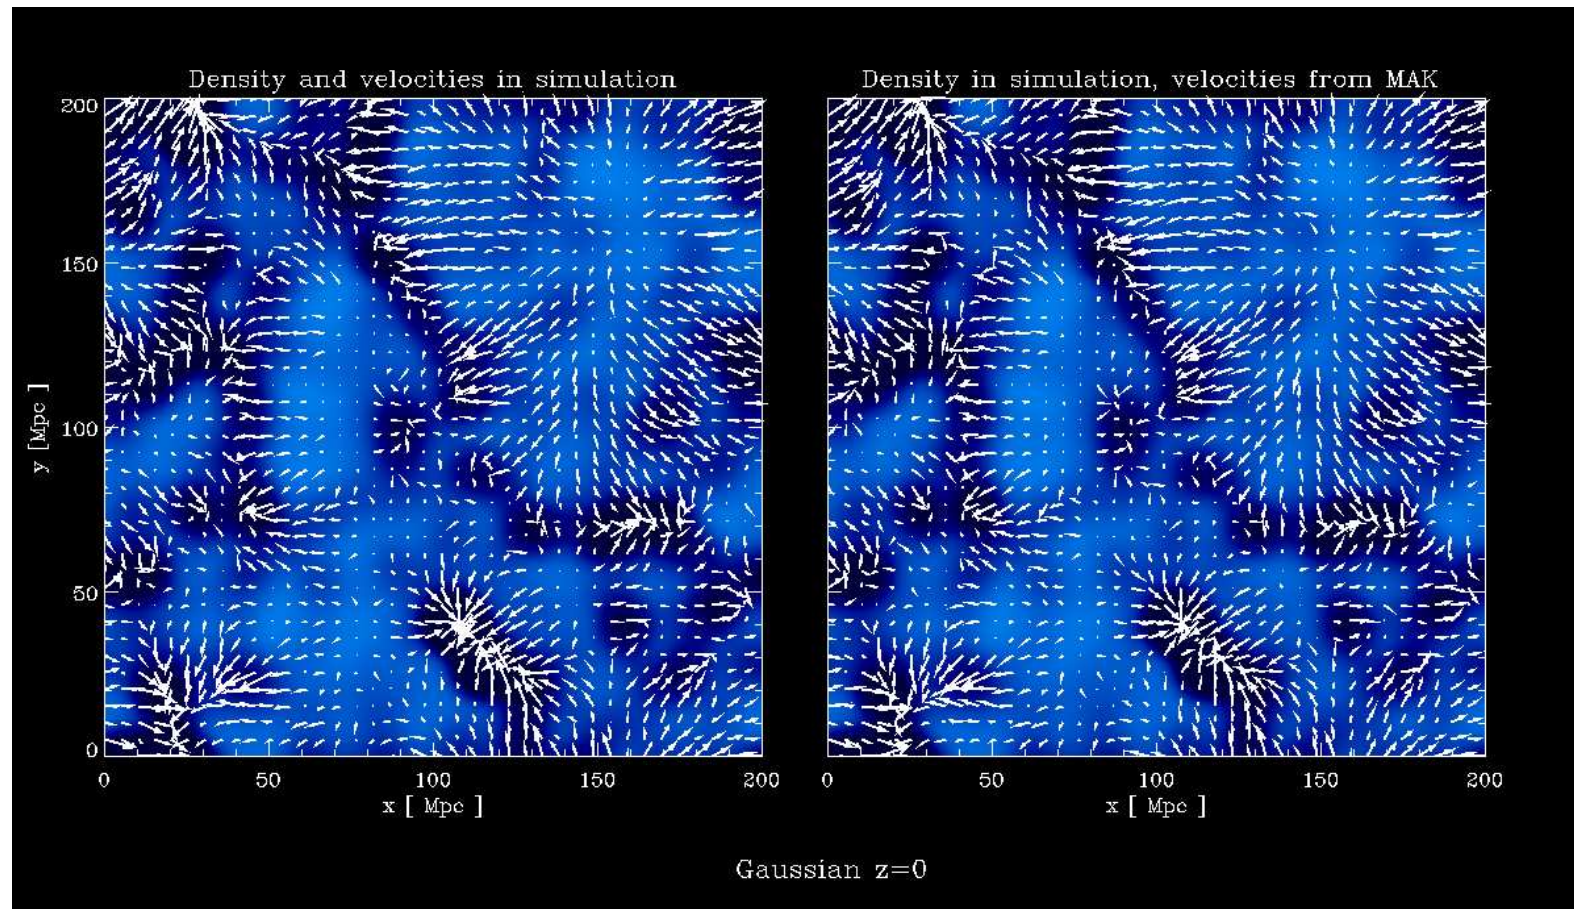 Density and velocities in simulation
Density in simulation, velocities from MAK
200
150
100
50
0
y [Mpc ]
0 50 100 150 200
0 50 100 150 200
x [ Mpc ]
x [ Mpc ]
Gaussian z=0